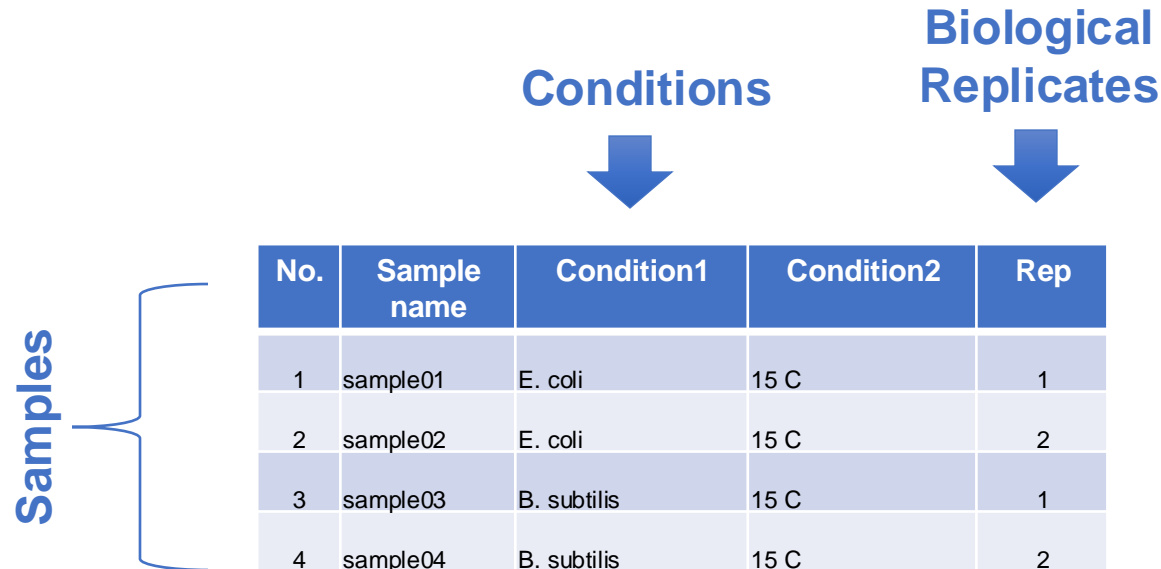 Biological
Replicates
Conditions
Samples
No. Sample name Condition1 Condition2 Rep
1 sample01 E. coli 15 C 1
2 sample02 E. coli 15 C 2
3 sample03 B. subtilis 15 C 1
4 sample04 B. subtilis 15 C 2